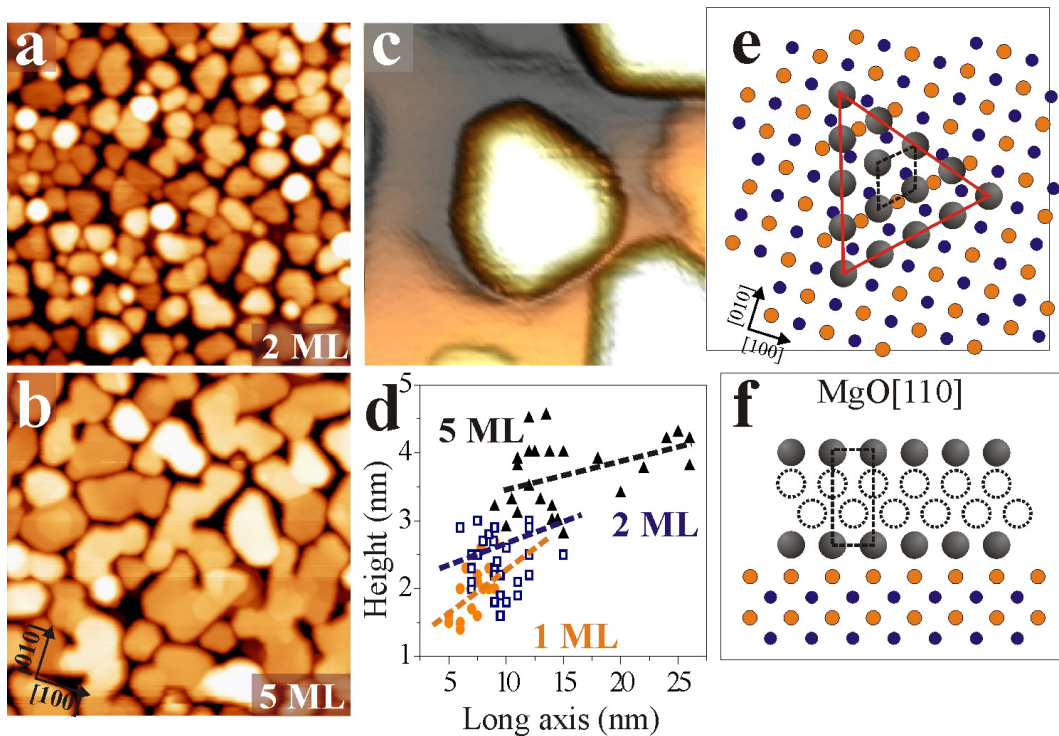 a
2 ML
b
[010]
[100]
5 ML
c
d
5
4
3
2
1
5 ML
2 ML
1 ML
Height (nm)
5
10
15
20
25
Long axis (nm)
e
[010]
[100]
f
MgO[110]